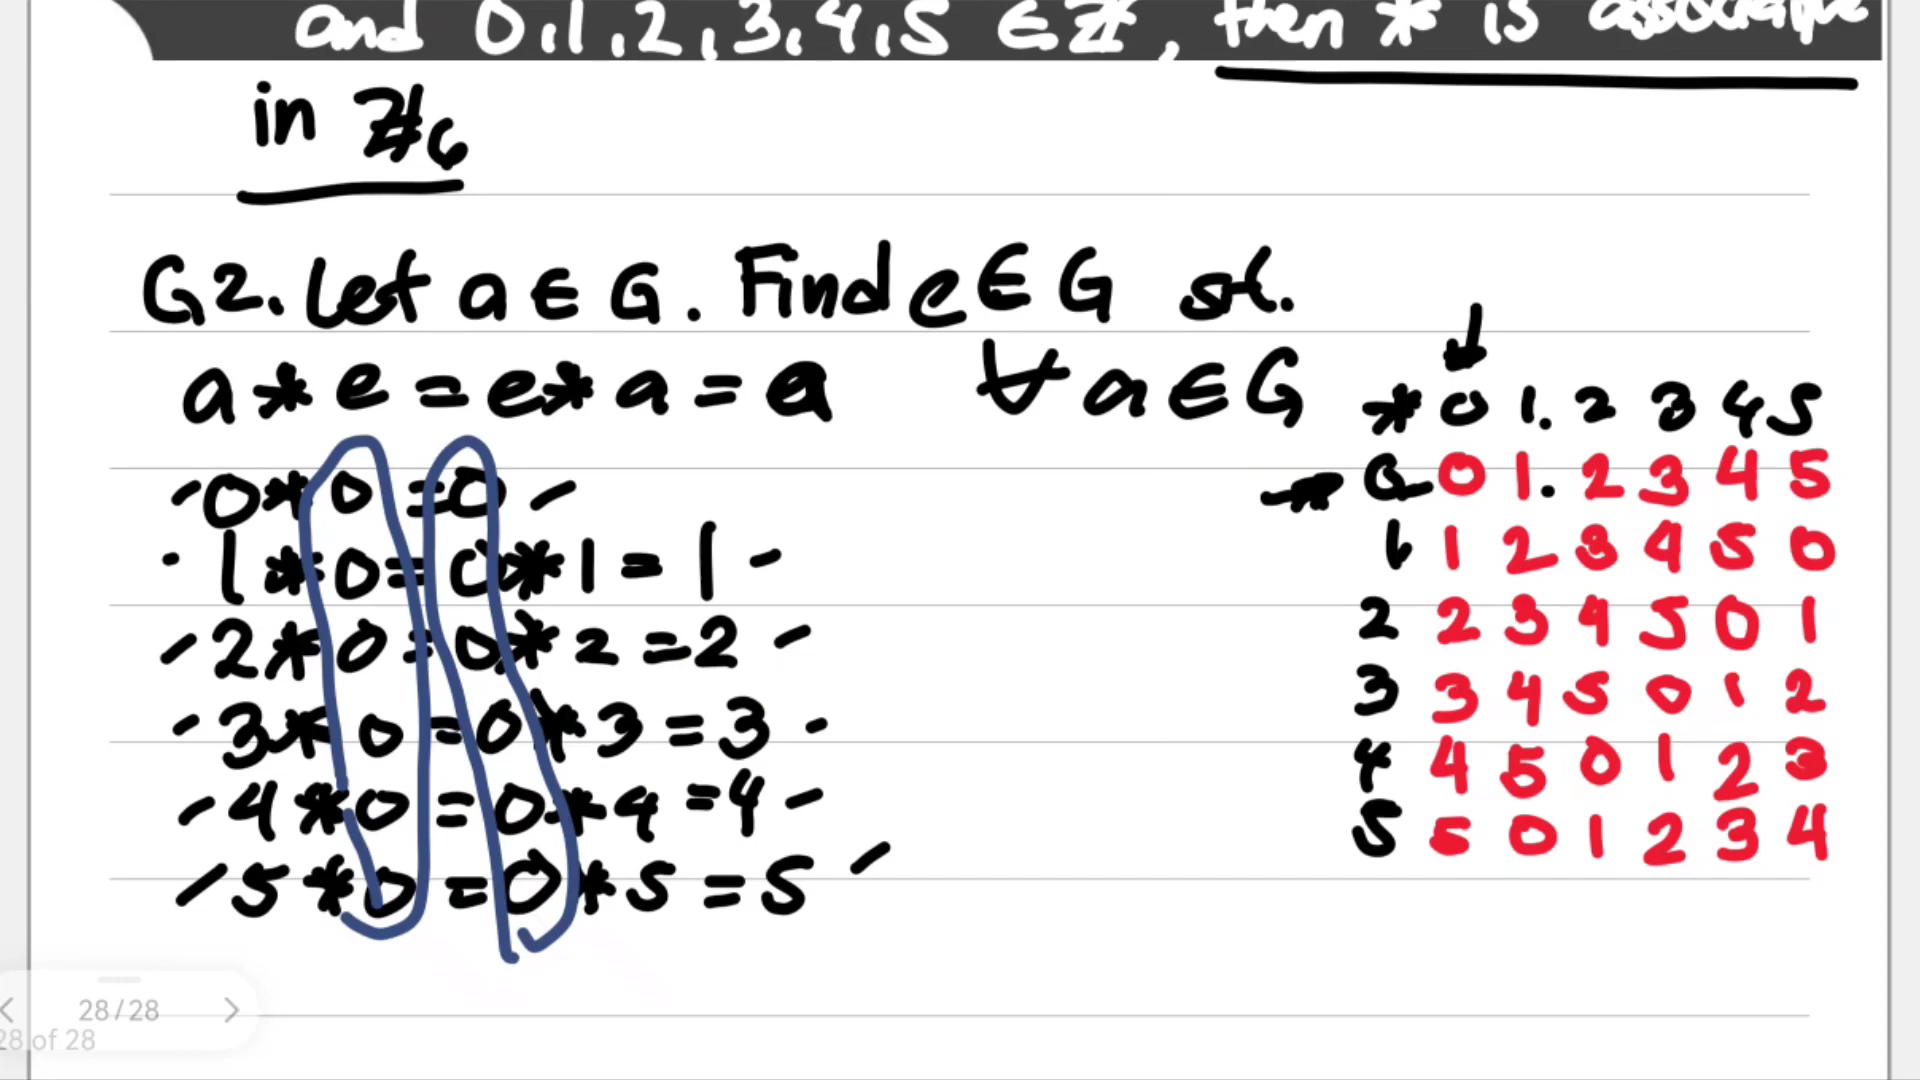 and 0,1,2,3,4,5 ∈ ℤ, then * is associative
in ℤ6
G2. Let a ∈ G. Find e ∈ G st.
a * e = e * a = a ∀ a ∈ G
0 * 0 = 0
1 * 0 = 0 * 1 = 1
2 * 0 = 0 * 2 = 2
3 * 0 = 0 * 3 = 3
4 * 0 = 0 * 4 = 4
5 * 0 = 0 * 5 = 5
* 0 1. 2 3 4 5
0 0 1. 2 3 4 5
1 1 2 3 4 5 0
2 2 3 4 5 0 1
3 3 4 5 0 1 2
4 4 5 0 1 2 3
5 5 0 1 2 3 4
28/28
28 of 28